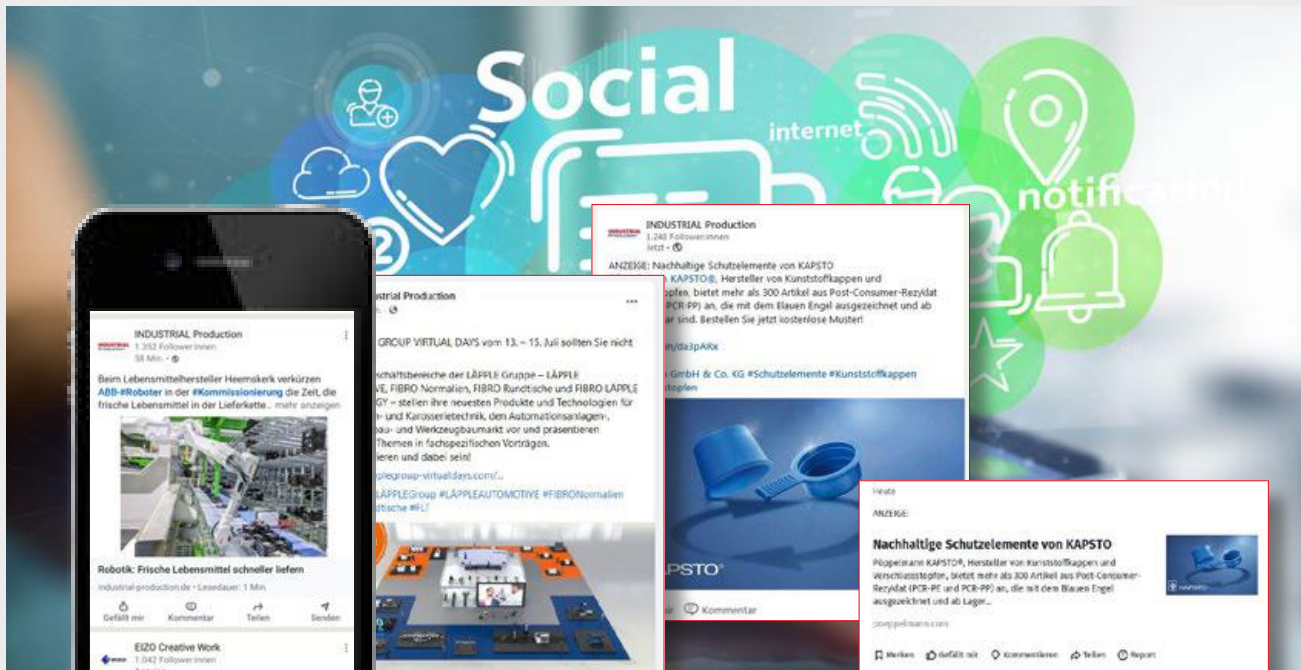 Social
internet
notification
2
INDUSTRIAL Production
1.352 Follower:innen
58 Min. •
Beim Lebensmittelhersteller Heemskerk verkürzen
ABB-#Roboter in der #Kommissionierung die Zeit, die
frische Lebensmittel in der Lieferkette... mehr anzeigen
Robotik: Frische Lebensmittel schneller liefern
industrial-production.de • Lesedauer: 1 Min.
Gefällt mir Kommentar Teilen Senden
EIZO Creative Work
1.042 Follower:innen
ustrial Production
GROUP VIRTUAL DAYS vom 13. – 15. Juli sollten Sie nicht
schäftsbereiche der LÄPPLE Gruppe – LÄPPLE
VE, FIBRO Normalien, FIBRO Rundtische und FIBRO LÄPPLE
GY – stellen ihre neuesten Produkte und Technologien für
n- und Karosserietechnik, den Automationsanlagen-,
bau- und Werkzeugbaumarkt vor und präsentieren
Themen in fachspezifischen Vorträgen.
ieren und dabei sein!
plegroup-virtualdays.com/...
LÄPPLEGroup #LÄPPLEAUTOMOTIVE #FIBRONormalien
dtische #FLT
INDUSTRIAL Production
1.248 Follower:innen
Jetzt •
ANZEIGE: Nachhaltige Schutzelemente von KAPSTO
KAPSTO®, Hersteller von Kunststoffkappen und
opfen, bietet mehr als 300 Artikel aus Post-Consumer-Rezyklat
PCR-PP) an, die mit dem Blauen Engel ausgezeichnet und ab
ar sind. Bestellen Sie jetzt kostenlose Muster!
in/da3pARx
GmbH & Co. KG #Schutzelemente #Kunststoffkappen
stopfen
PSTO®
Kommentar
Heute
ANZEIGE:
Nachhaltige Schutzelemente von KAPSTO
Pöppelmann KAPSTO®, Hersteller von Kunststoffkappen und
verschlussstopfen, bietet mehr als 300 Artikel aus Post-Consumer-
Rezyklat (PCR-PE und PCR-PP) an, die mit dem Blauen Engel
ausgezeichnet und ab Lager...
poeppelmann.com
Merken Gefällt mir Kommentieren Teilen Report